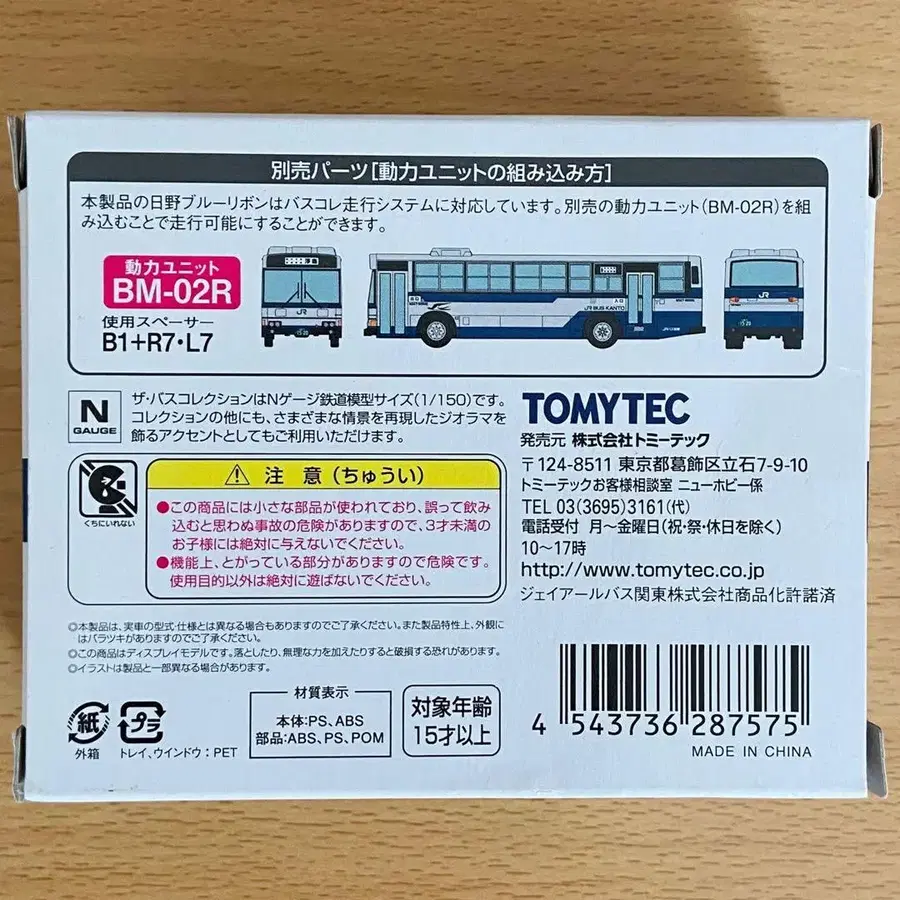 別売パーツ[動力ユニットの組み込み方]
本製品の日野ブルーリボンはバスコレ走行システムに対応しています。別売の動力ユニット(BM-02R)を組
み込むことで走行可能にすることができます。
動力ユニット
BM-02R
使用スペーサー
B1+R7・L7
JR
JR BUS KANTO
JR
N
GAUGE
ザ・バスコレクションはNゲージ鉄道模型サイズ(1/150)です。
コレクションの他にも、さまざまな情景を再現したジオラマを
飾るアクセントとしてもご利用いただけます。
くちにいれない
注 意(ちゅうい)
●この商品には小さな部品が使われており、誤って飲み
込むと思わぬ事故の危険がありますので、3才未満の
お子様には絶対に与えないでください。
●機能上、とがっている部分がありますので危険です。
使用目的以外は絶対に遊ばないでください。
◎本製品は、実車の型式・仕様とは異なる場合もありますのでご了承ください。また製品特性上、外観に
はバラツキがありますのでご了承ください。
◎この商品はディスプレイモデルです。落としたり、無理な力を加えたりすると破損する恐れがあります。
◎イラストは製品と一部異なる場合があります。
紙
外箱
プラ
トレイ、ウインドウ:PET
材質表示
本体:PS、ABS
部品:ABS、PS、POM
対象年齢
15才以上
TOMYTEC
発売元 株式会社トミーテック
〒124-8511 東京都葛飾区立石7-9-10
トミーテックお客様相談室 ニューホビー係
TEL 03(3695)3161(代)
電話受付 月〜金曜日(祝・祭・休日を除く)
10〜17時
http://www.tomytec.co.jp
ジェイアールバス関東株式会社商品化許諾済
4 543736 287575
MADE IN CHINA